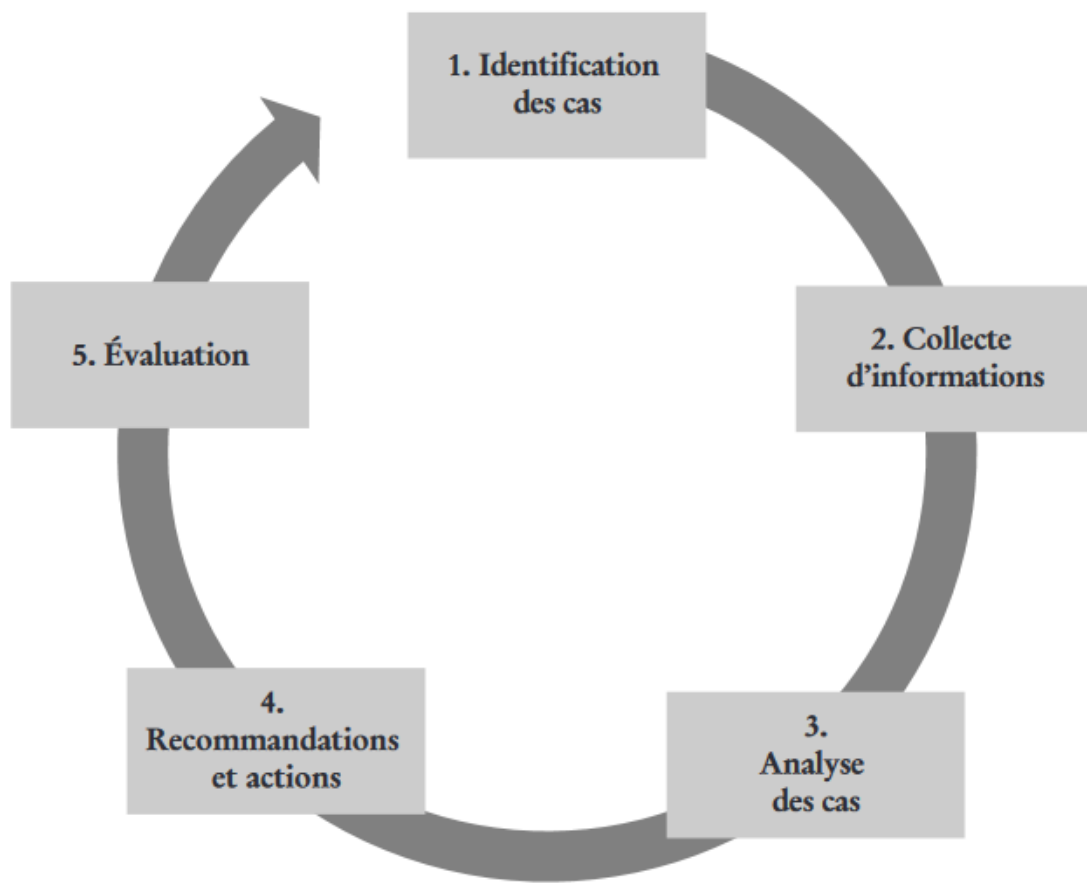 1. Identification
des cas
2. Collecte
d’informations
3.
Analyse
des cas
4.
Recommandations
et actions
5. Évaluation